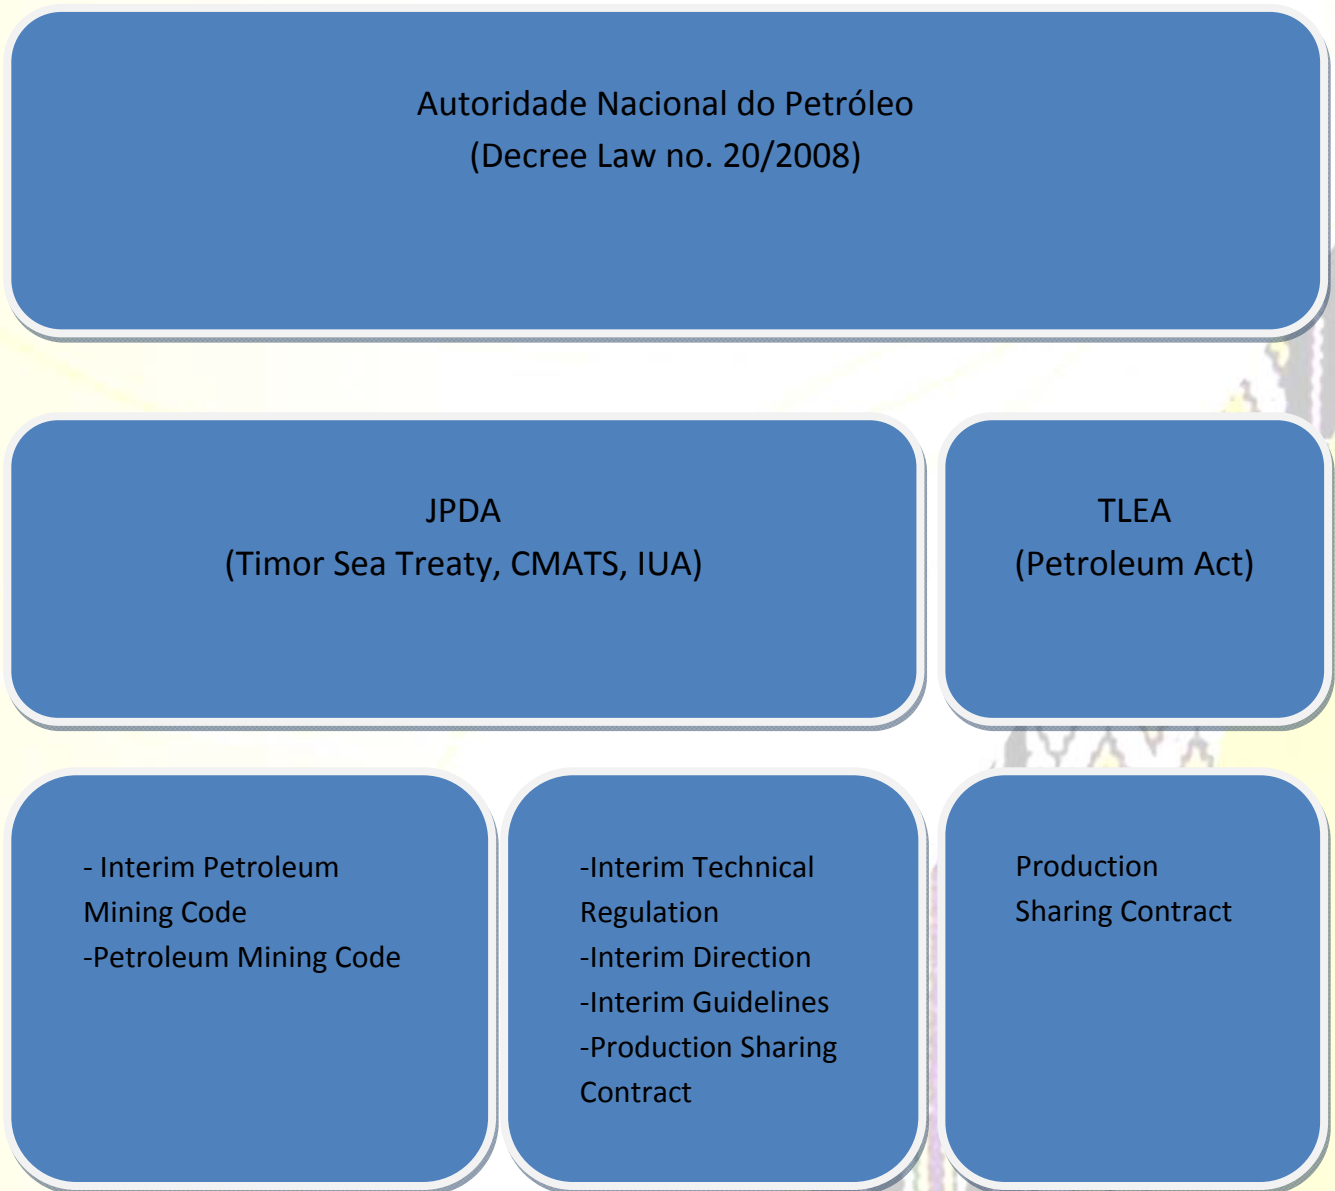 Autoridade Nacional do Petróleo
(Decree Law no. 20/2008)
JPDA
(Timor Sea Treaty, CMATS, IUA)
TLEA
(Petroleum Act)
- Interim Petroleum
Mining Code
-Petroleum Mining Code
-Interim Technical
Regulation
-Interim Direction
-Interim Guidelines
-Production Sharing
Contract
Production
Sharing Contract